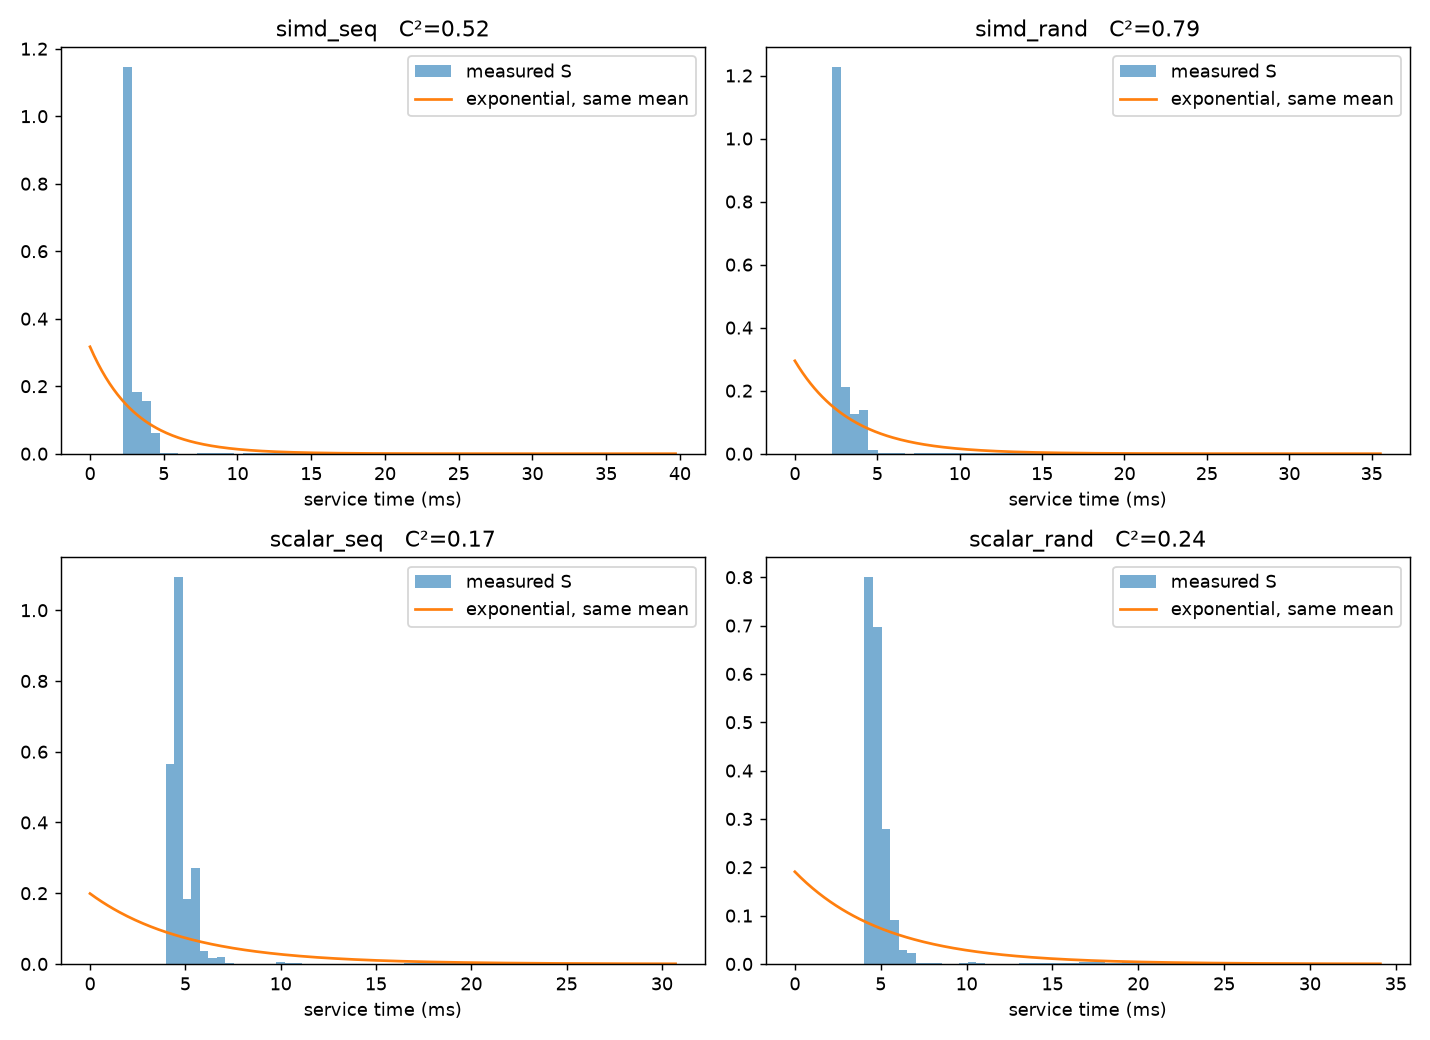 simd_seq C²=0.52
1.2
1.0
0.8
0.6
0.4
0.2
0.0
measured S
exponential, same mean
0 5 10 15 20 25 30 35 40
service time (ms)
simd_rand C²=0.79
1.2
1.0
0.8
0.6
0.4
0.2
0.0
measured S
exponential, same mean
0 5 10 15 20 25 30 35
service time (ms)
scalar_seq C²=0.17
1.0
0.8
0.6
0.4
0.2
0.0
measured S
exponential, same mean
0 5 10 15 20 25 30
service time (ms)
scalar_rand C²=0.24
0.8
0.7
0.6
0.5
0.4
0.3
0.2
0.1
0.0
measured S
exponential, same mean
0 5 10 15 20 25 30 35
service time (ms)